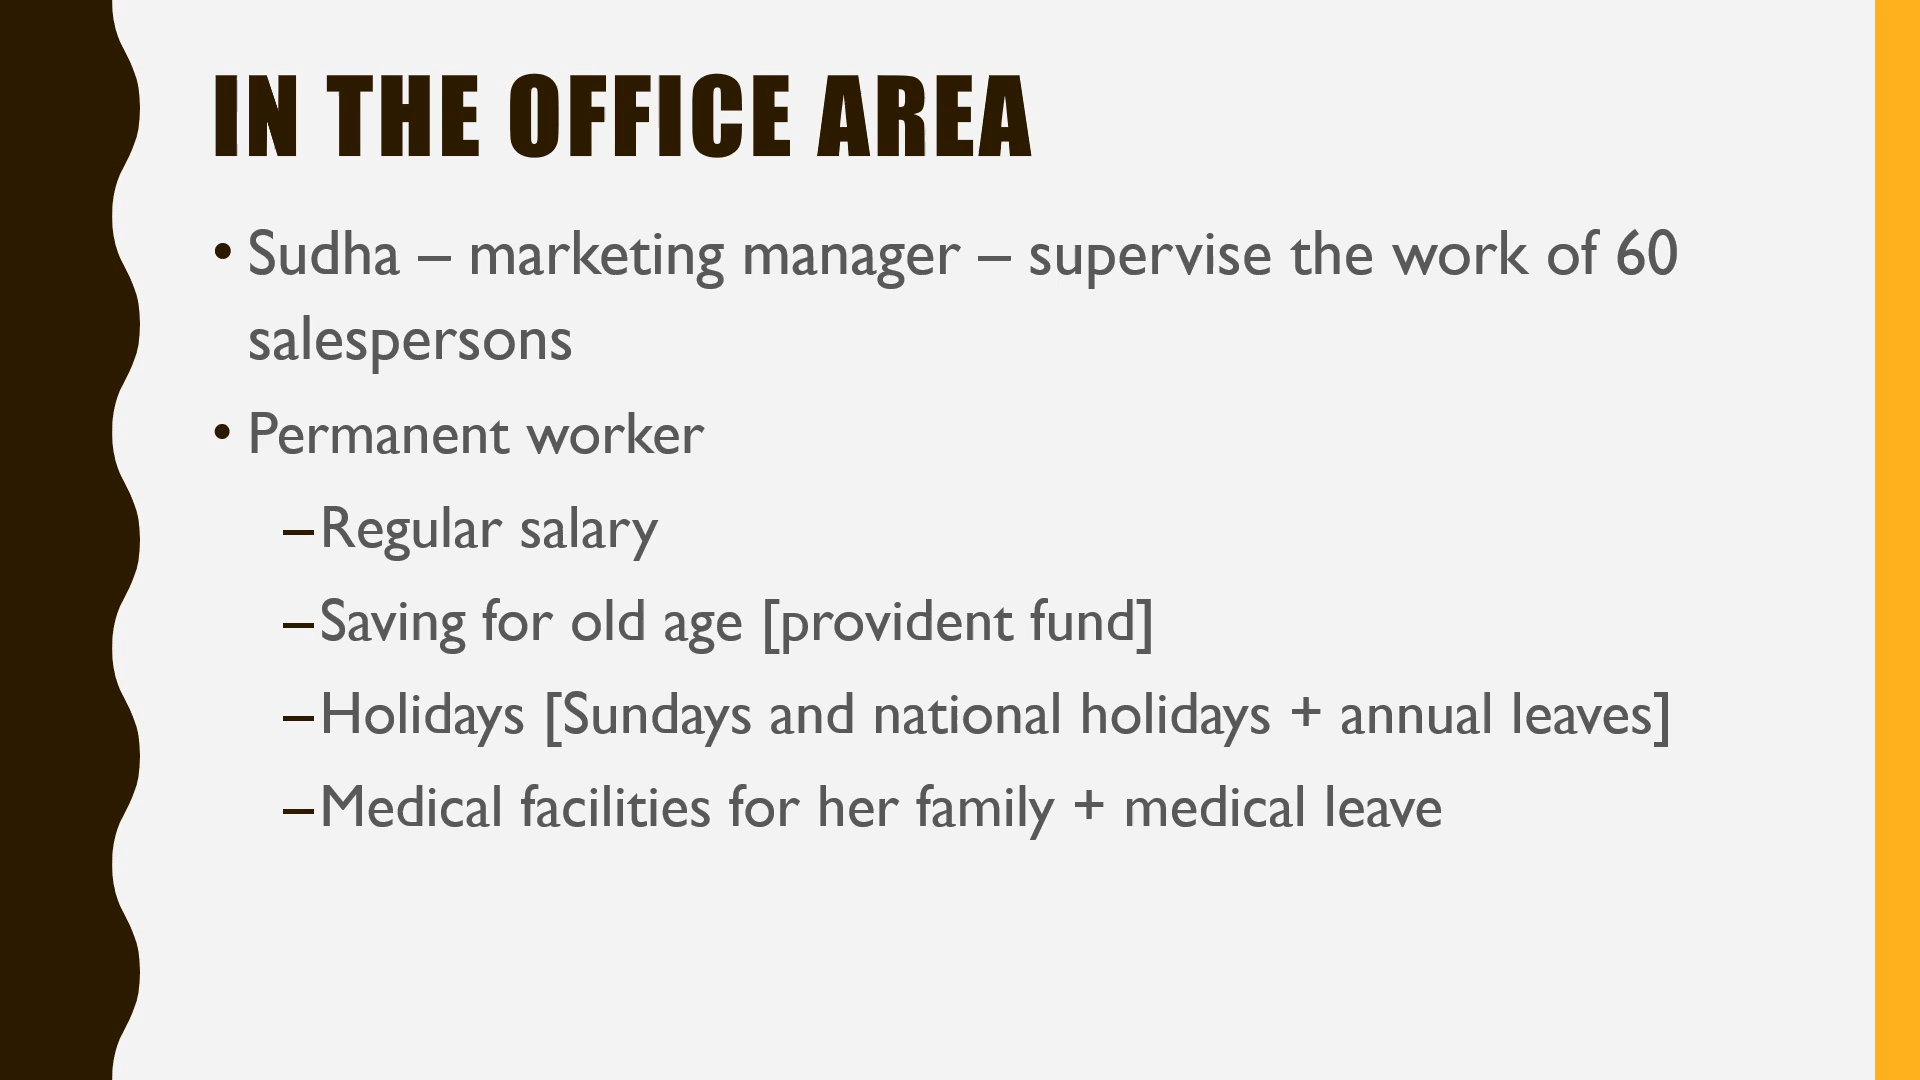 IN THE OFFICE AREA
• Sudha – marketing manager – supervise the work of 60
salespersons
• Permanent worker
–Regular salary
–Saving for old age [provident fund]
–Holidays [Sundays and national holidays + annual leaves]
–Medical facilities for her family + medical leave